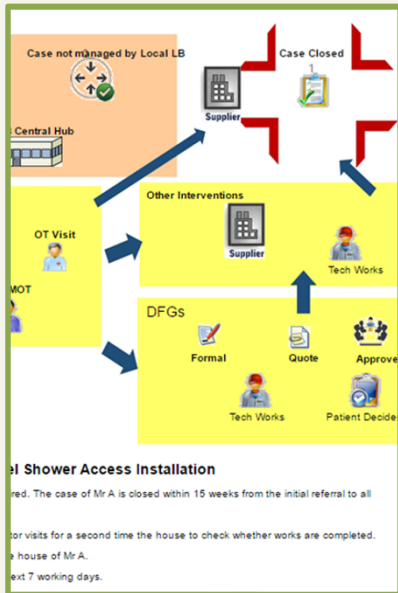 Case not managed by Local LB
Case Closed
1
Supplier
Central Hub
Other Interventions
OT Visit
Supplier
Tech Works
MOT
DFGs
Formal
Quote
Approve
Tech Works
Patient Decide
el Shower Access Installation
red. The case of Mr A is closed within 15 weeks from the initial referral to all
tor visits for a second time the house to check whether works are completed.
e house of Mr A.
ext 7 working days.